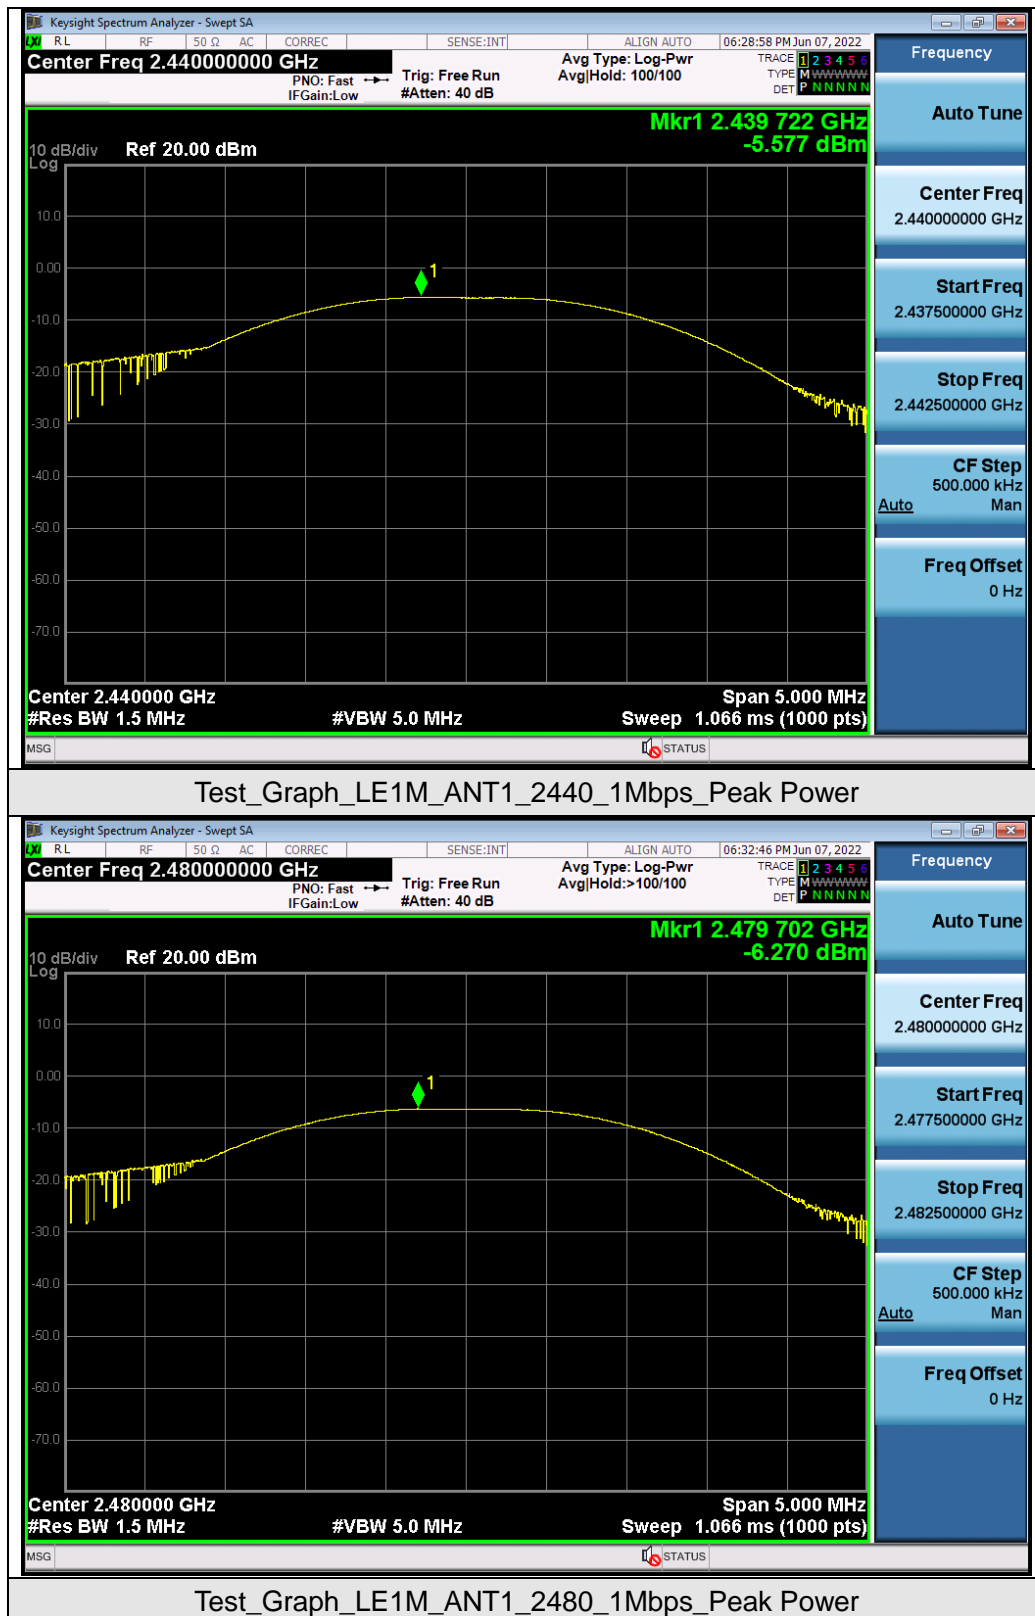 Keysight Spectrum Analyzer - Swept SA
LXI RL RF 50 Ω AC CORREC SENSE:INT ALIGN AUTO 06:28:58 PM Jun 07, 2022
Center Freq 2.440000000 GHz
PNO: Fast
IFGain:Low
Trig: Free Run
#Atten: 40 dB
Avg Type: Log-Pwr
Avg|Hold: 100/100
TRACE 1 2 3 4 5 6
TYPE M WWWWW
DET P N N N N N
Mkr1 2.439 722 GHz
-5.577 dBm
10 dB/div Ref 20.00 dBm
Log
1
10.0
0.00
-10.0
-20.0
-30.0
-40.0
-50.0
-60.0
-70.0
Center 2.440000 GHz Span 5.000 MHz
#Res BW 1.5 MHz #VBW 5.0 MHz Sweep 1.066 ms (1000 pts)
MSG STATUS
Frequency
Auto Tune
Center Freq
2.440000000 GHz
Start Freq
2.437500000 GHz
Stop Freq
2.442500000 GHz
CF Step
500.000 kHz
Auto Man
Freq Offset
0 Hz
Test_Graph_LE1M_ANT1_2440_1Mbps_Peak Power
Keysight Spectrum Analyzer - Swept SA
LXI RL RF 50 Ω AC CORREC SENSE:INT ALIGN AUTO 06:32:46 PM Jun 07, 2022
Center Freq 2.480000000 GHz
PNO: Fast
IFGain:Low
Trig: Free Run
#Atten: 40 dB
Avg Type: Log-Pwr
Avg|Hold:>100/100
TRACE 1 2 3 4 5 6
TYPE M WWWWW
DET P N N N N N
Mkr1 2.479 702 GHz
-6.270 dBm
10 dB/div Ref 20.00 dBm
Log
1
10.0
0.00
-10.0
-20.0
-30.0
-40.0
-50.0
-60.0
-70.0
Center 2.480000 GHz Span 5.000 MHz
#Res BW 1.5 MHz #VBW 5.0 MHz Sweep 1.066 ms (1000 pts)
MSG STATUS
Frequency
Auto Tune
Center Freq
2.480000000 GHz
Start Freq
2.477500000 GHz
Stop Freq
2.482500000 GHz
CF Step
500.000 kHz
Auto Man
Freq Offset
0 Hz
Test_Graph_LE1M_ANT1_2480_1Mbps_Peak Power